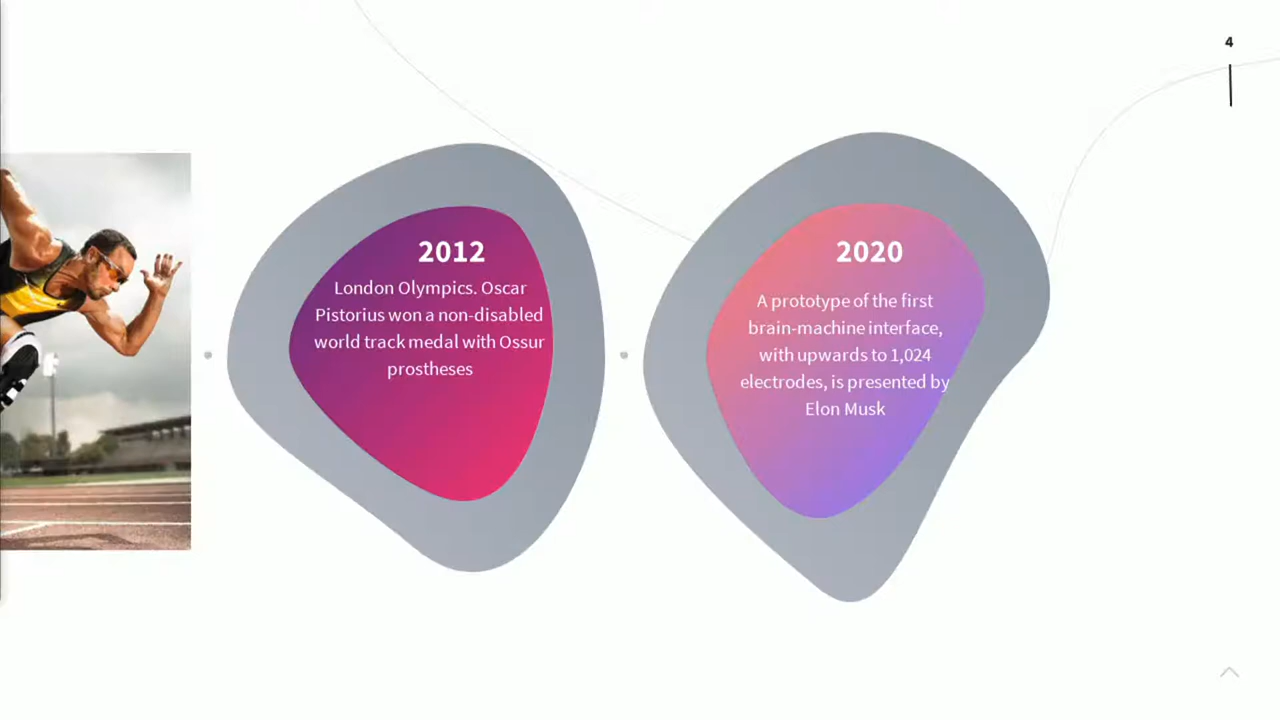 4
2012
London Olympics. Oscar
Pistorius won a non-disabled
world track medal with Ossur
prostheses
2020
A prototype of the first
brain-machine interface,
with upwards to 1,024
electrodes, is presented by
Elon Musk